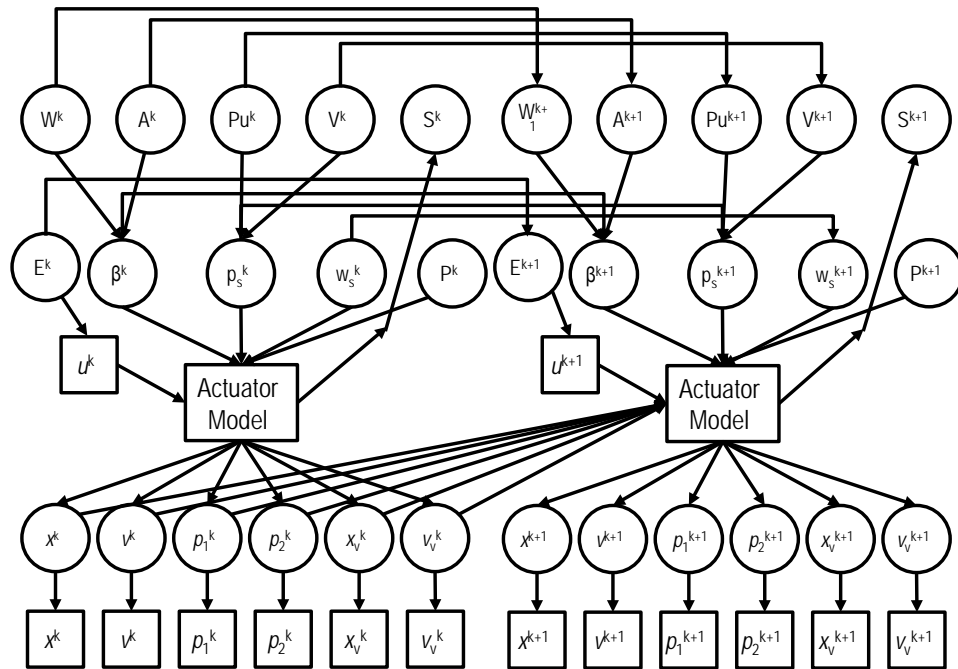 W^k A^k Pu^k V^k S^k W^{k+1} A^{k+1} Pu^{k+1} V^{k+1} S^{k+1}
E^k β^k p_s^k w_s^k P^k E^{k+1} β^{k+1} p_s^{k+1} w_s^{k+1} P^{k+1}
u^k u^{k+1}
Actuator
Model
Actuator
Model
x^k v^k p_1^k p_2^k x_v^k v_v^k x^{k+1} v^{k+1} p_1^{k+1} p_2^{k+1} x_v^{k+1} v_v^{k+1}
x^k v^k p_1^k p_2^k x_v^k v_v^k x^{k+1} v^{k+1} p_1^{k+1} p_2^{k+1} x_v^{k+1} v_v^{k+1}